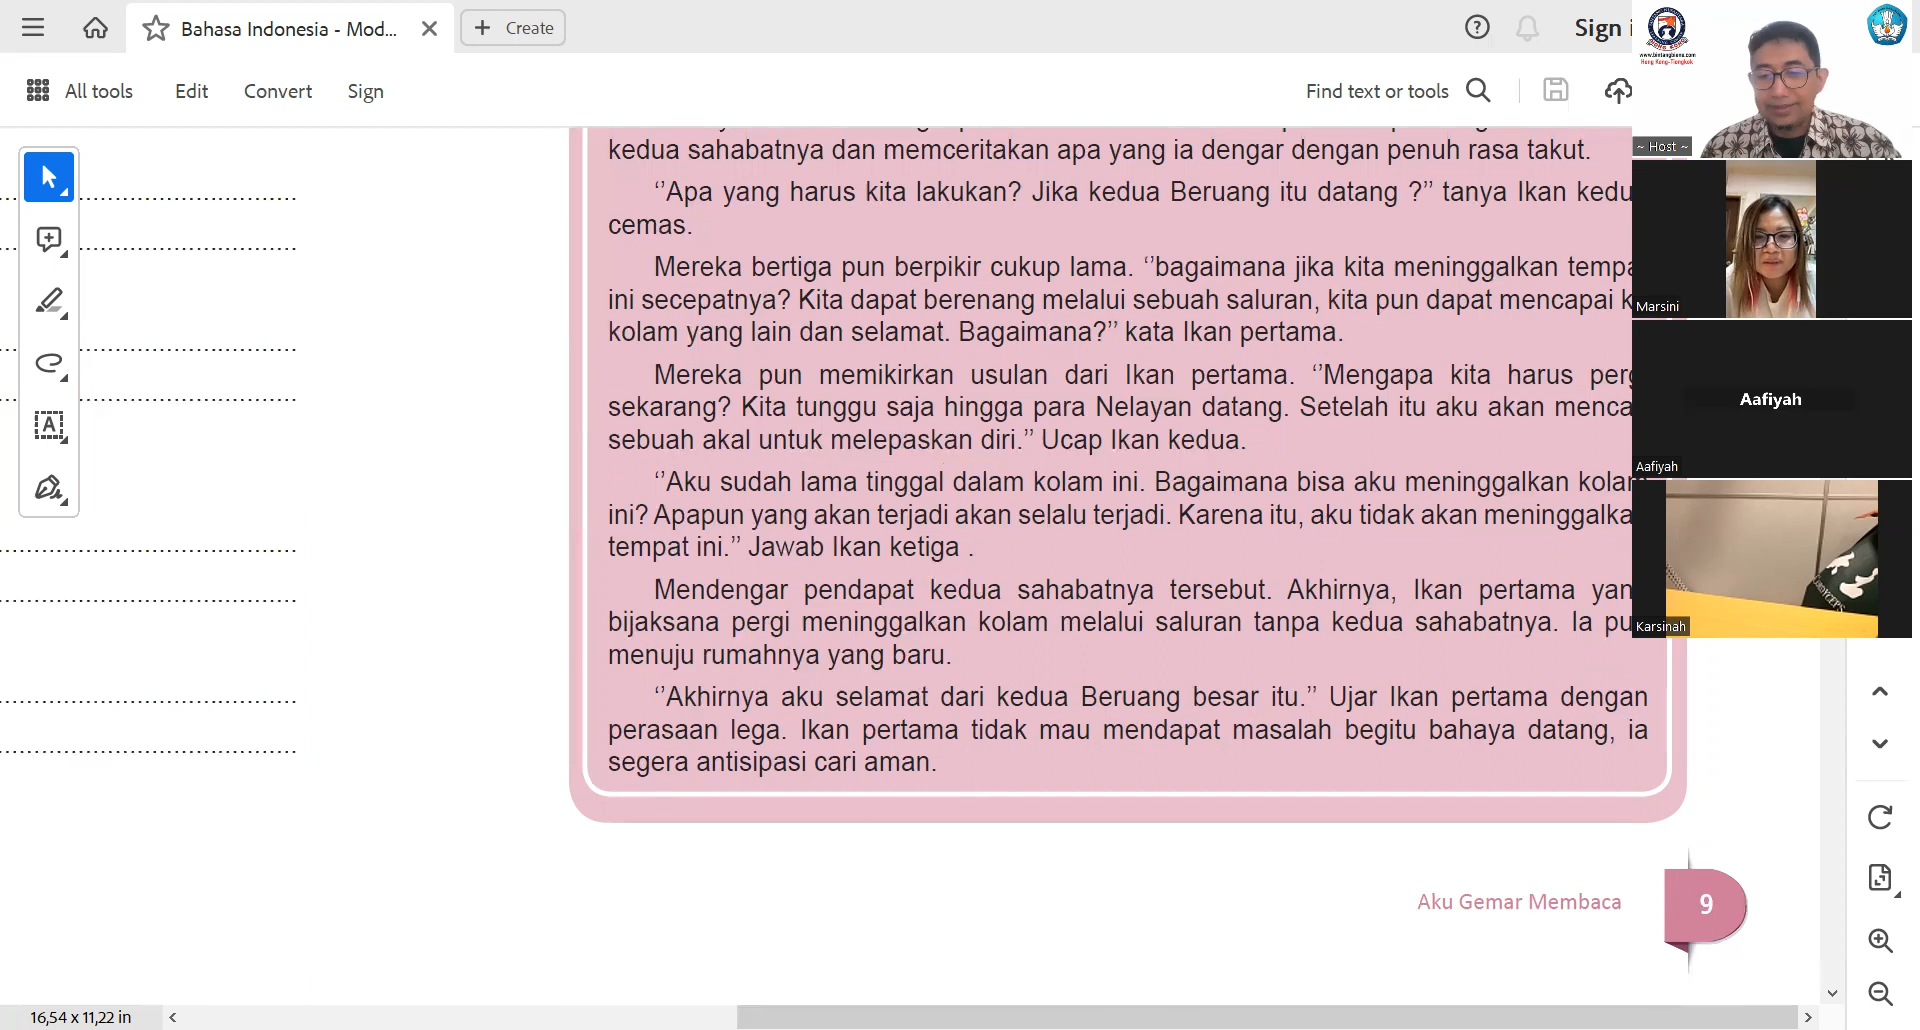 Bahasa Indonesia - Mod...
Create
Sign
All tools
Edit
Convert
Sign
Find text or tools
kedua sahabatnya dan memceritakan apa yang ia dengar dengan penuh rasa takut.
‘’Apa yang harus kita lakukan? Jika kedua Beruang itu datang ?’’ tanya Ikan
cemas.
Mereka bertiga pun berpikir cukup lama. ‘’bagaimana jika kita meninggalkan
ini secepatnya? Kita dapat berenang melalui sebuah saluran, kita pun dapat mencapai
kolam yang lain dan selamat. Bagaimana?’’ kata Ikan pertama.
Mereka pun memikirkan usulan dari Ikan pertama. ‘’Mengapa kita harus
sekarang? Kita tunggu saja hingga para Nelayan datang. Setelah itu aku akan
sebuah akal untuk melepaskan diri.’’ Ucap Ikan kedua.
‘’Aku sudah lama tinggal dalam kolam ini. Bagaimana bisa aku meninggalkan
ini? Apapun yang akan terjadi akan selalu terjadi. Karena itu, aku tidak akan
tempat ini.’’ Jawab Ikan ketiga .
Mendengar pendapat kedua sahabatnya tersebut. Akhirnya, Ikan pertama
bijaksana pergi meninggalkan kolam melalui saluran tanpa kedua sahabatnya. Ia
menuju rumahnya yang baru.
‘’Akhirnya aku selamat dari kedua Beruang besar itu.’’ Ujar Ikan pertama dengan
perasaan lega. Ikan pertama tidak mau mendapat masalah begitu bahaya datang, ia
segera antisipasi cari aman.
Aku Gemar Membaca
9
16,54 x 11,22 in
www.bintangbiena.com
Hong Kong-Tiongkok
~ Host ~
Marsini
Aafiyah
Aafiyah
Karsinah